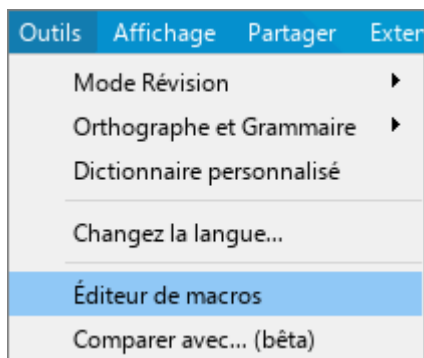 Outils Affichage Partager Exten
Mode Révision
Orthographe et Grammaire
Dictionnaire personnalisé
Changez la langue...
Éditeur de macros
Comparer avec... (bêta)